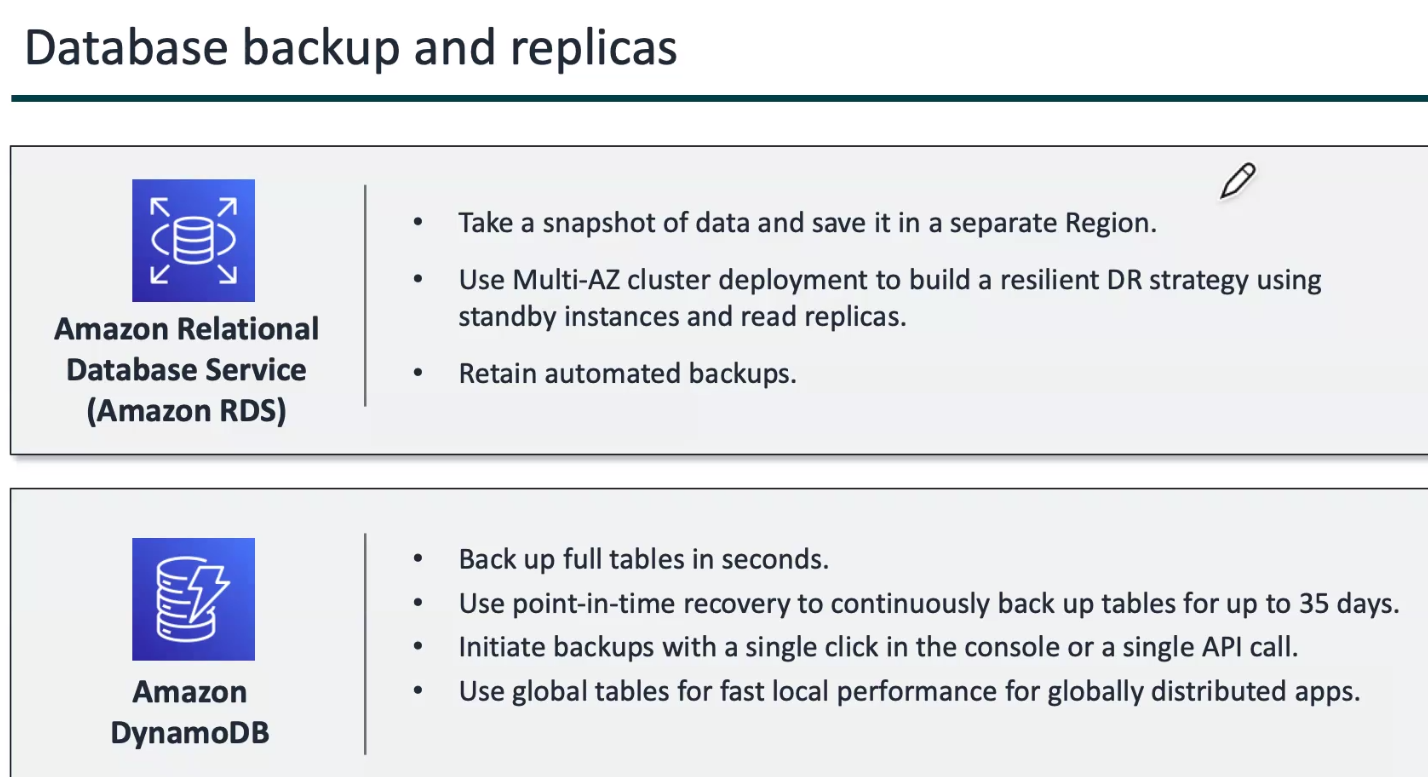 Database backup and replicas
Amazon Relational
Database Service
(Amazon RDS)
• Take a snapshot of data and save it in a separate Region.
• Use Multi-AZ cluster deployment to build a resilient DR strategy using
standby instances and read replicas.
• Retain automated backups.
Amazon
DynamoDB
• Back up full tables in seconds.
• Use point-in-time recovery to continuously back up tables for up to 35 days.
• Initiate backups with a single click in the console or a single API call.
• Use global tables for fast local performance for globally distributed apps.